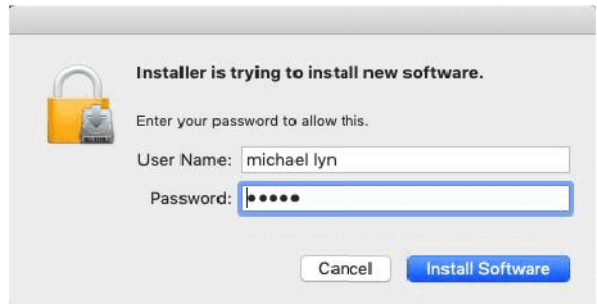 Installer is trying to install new software.
Enter your password to allow this.
User Name: michael lyn
Password: •••••
Cancel Install Software